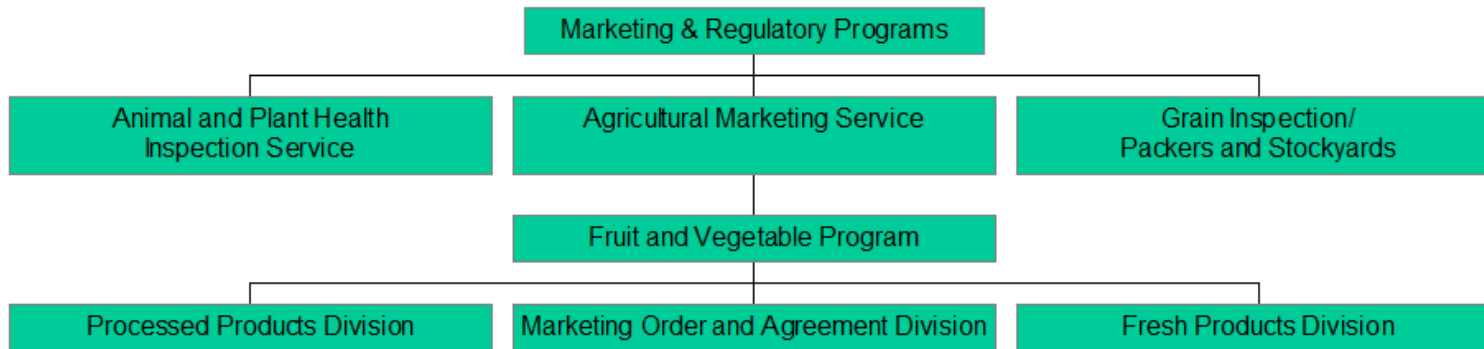 Marketing & Regulatory Programs
Animal and Plant Health
Inspection Service
Agricultural Marketing Service
Grain Inspection/
Packers and Stockyards
Fruit and Vegetable Program
Processed Products Division
Marketing Order and Agreement Division
Fresh Products Division